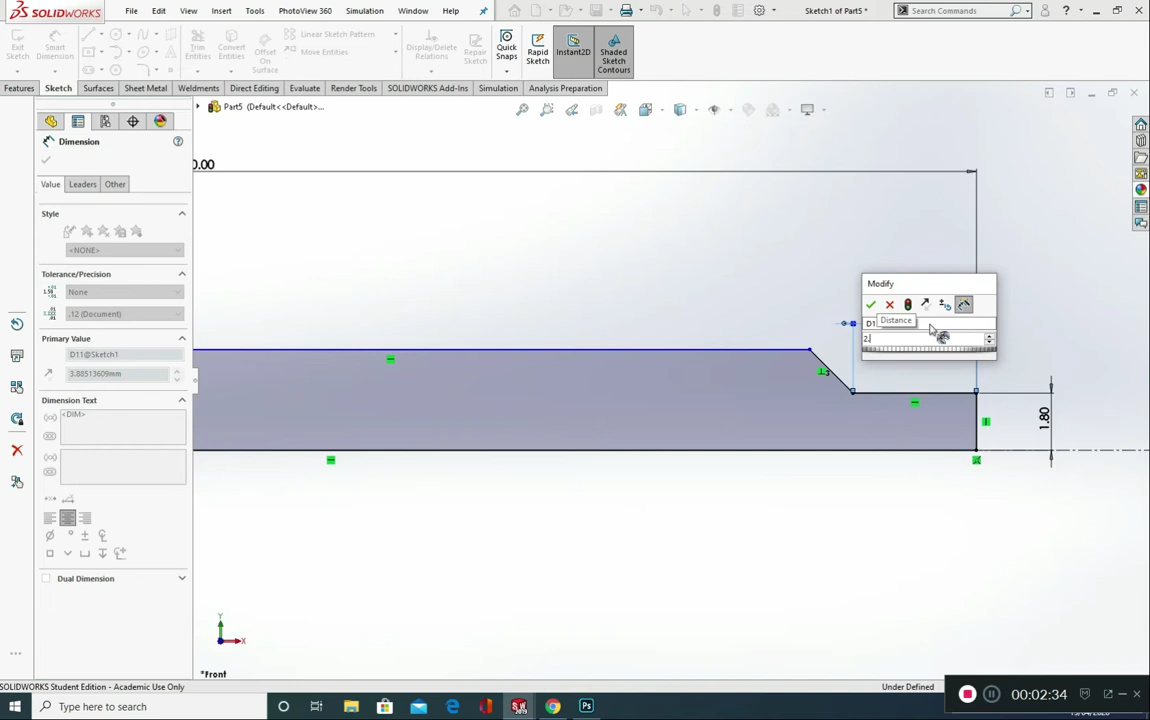 SOLIDWORKS File Edit View Insert Tools PhotoView 360 Simulation Window Help Sketch1 of Part5 * Search Commands
Exit Sketch Smart Dimension Trim Entities Convert Entities Offset On Surface Linear Sketch Pattern Move Entities Display/Delete Relations Repair Sketch Quick Snaps Rapid Sketch Instant2D Shaded Sketch Contours
Features Sketch Surfaces Sheet Metal Weldments Direct Editing Render Tools Evaluate SOLIDWORKS Add-Ins Simulation Analysis Preparation
Part5 (Default<<Default>...
Dimension
Value Leaders Other
Style
<NONE>
Tolerance/Precision
None
.12 (Document)
Primary Value
D11@Sketch1
3.88513609mm
Dimension Text
<DIM>
Dual Dimension
0.00
Modify
Distance
D1
2.
1.80
3
Y
X
*Front
SOLIDWORKS Student Edition - Academic Use Only
Under Defined
Type here to search
00:02:34